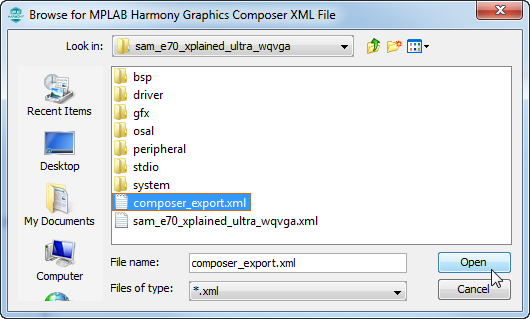 Browse for MPLAB Harmony Graphics Composer XML File
Look in: sam_e70_xplained_ultra_wqvga
Recent Items
Desktop
My Documents
Computer
bsp
driver
gfx
osal
peripheral
stdio
system
composer_export.xml
sam_e70_xplained_ultra_wqvga.xml
File name: composer_export.xml Open
Files of type: *.xml Cancel